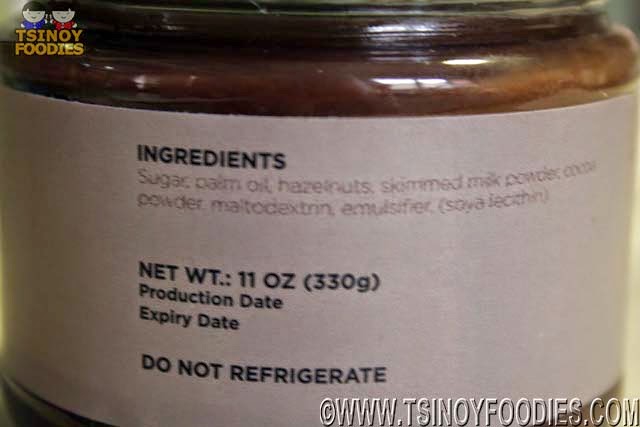 TSINOY
FOODIES
INGREDIENTS
Sugar, palm oil, hazelnuts, skimmed milk powder, cocoa
powder, maltodextrin, emulsifier, (soya lecithin)
NET WT.: 11 OZ (330g)
Production Date
Expiry Date
DO NOT REFRIGERATE
©WWW.TSINOYFOODIES.COM